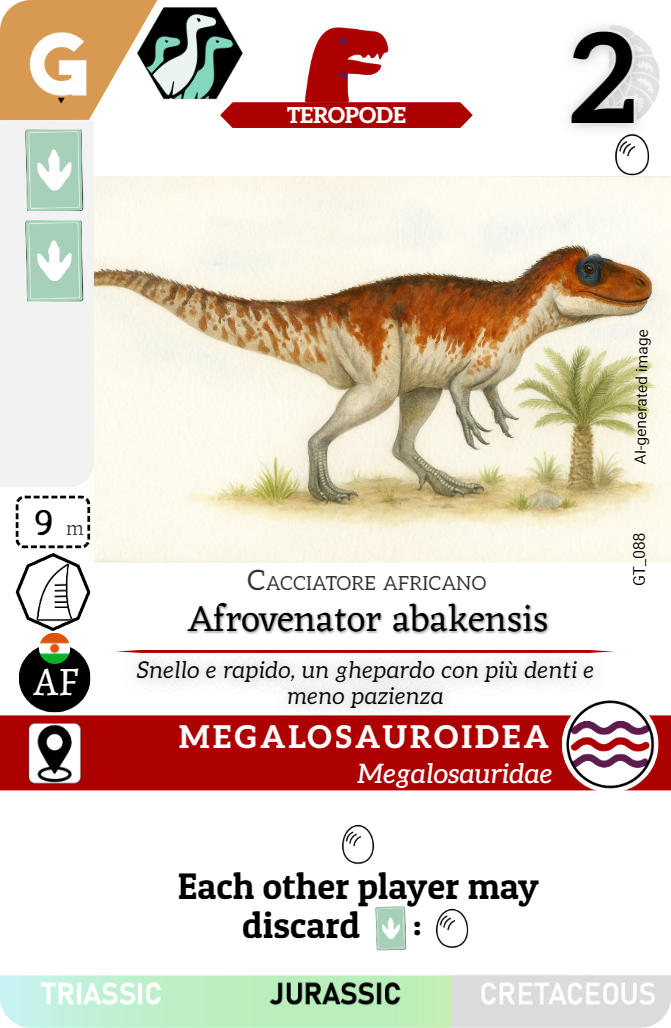 G
TEROPODE
2
AI-generated image
GT_088
9 m
AF
CACCIATORE AFRICANO
Afrovenator abakensis
Snello e rapido, un ghepardo con più denti e
meno pazienza
MEGALOSAUROIDEA
Megalosauridae
Each other player may
discard :
TRIASSIC JURASSIC CRETACEOUS